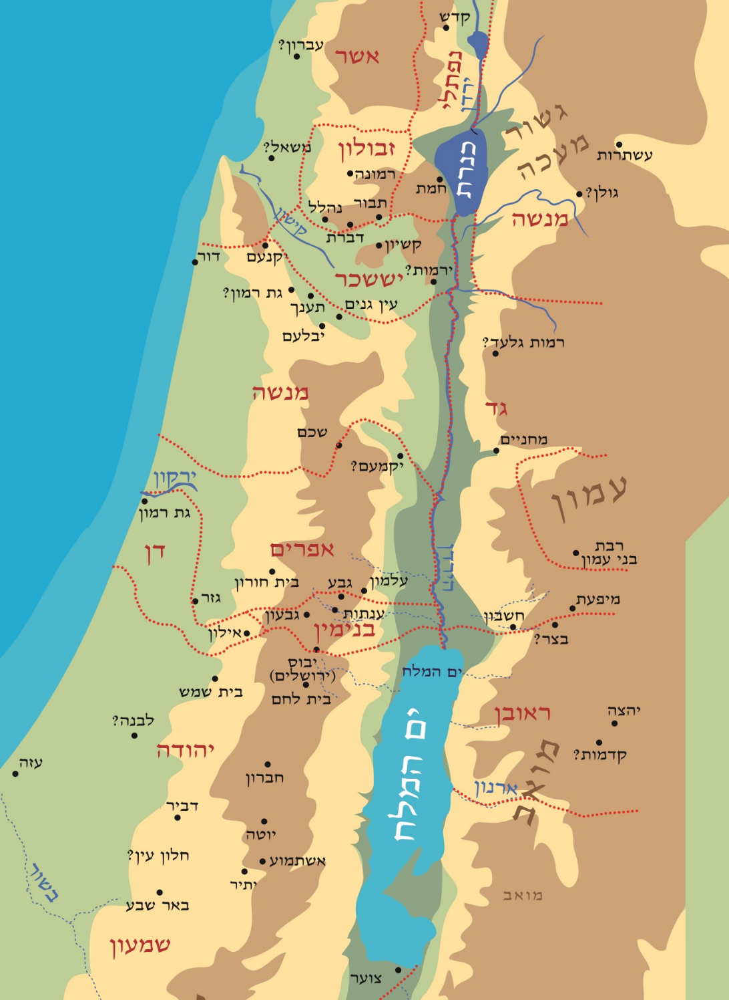 קדש
עברון?
אשר
נפתלי
ירדן
גשור
מעכה
עשתרות
משאל?
זבולון
רמונה
כנרת
חמת
גולן?
תבור
נהלל
קישון
דברת
מנשה
קשיון
דור
יקנעם
ירמות?
יששכר
גת רמון?
תענך
עין גנים
יבלעם
רמות גלעד?
מנשה
גד
שכם
מחניים
יקמעם?
ירקון
עמון
גת רמון
דן
אפרים
הירדן
רבת
בני עמון
בית חורון
גבע
עלמון
גזר
מיפעת
גבעון
ענתות
חשבון
אילון
בנימין
בצר?
יבוס
(ירושלים)
ים המלח
בית שמש
בית לחם
לבנה?
ראובן
יהצה
יהודה
ים המלח
קדמות?
עזה
חברון
מואב
ארנון
דביר
יוטה
חלון עין?
אשתמוע
יתיר
בשור
באר שבע
מואב
שמעון
צוער